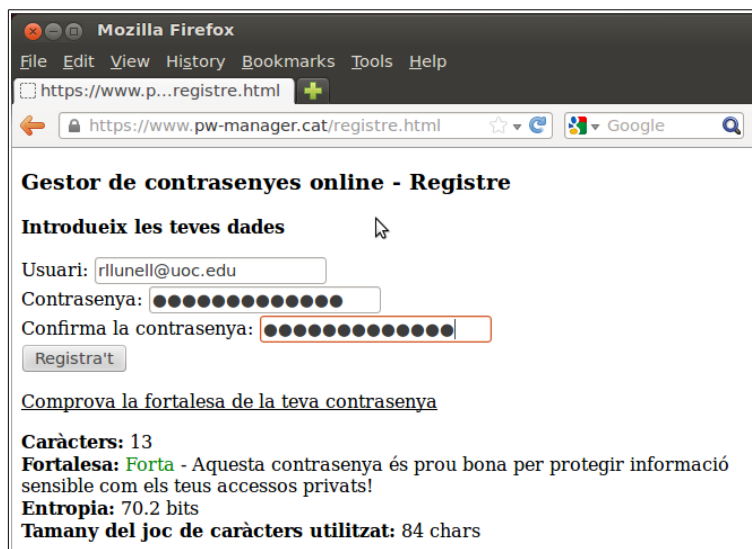 Mozilla Firefox
File Edit View History Bookmarks Tools Help
https://www.p...registre.html
https://www.pw-manager.cat/registre.html Google
Gestor de contrasenyes online - Registre
Introdueix les teves dades
Usuari: rllunell@uoc.edu
Contrasenya: ●●●●●●●●●●●●●
Confirma la contrasenya: ●●●●●●●●●●●●●
Registra't
Comprova la fortalesa de la teva contrasenya
Caràcters: 13
Fortalesa: Forta - Aquesta contrasenya és prou bona per protegir informació
sensible com els teus accessos privats!
Entropia: 70.2 bits
Tamany del joc de caràcters utilitzat: 84 chars